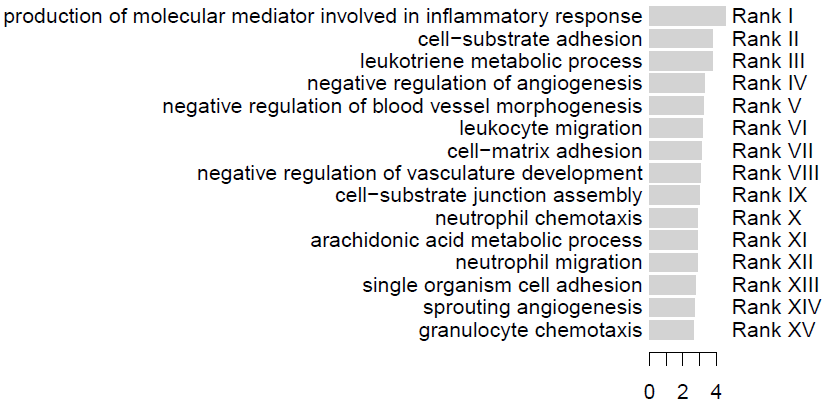 production of molecular mediator involved in inflammatory response Rank I
cell−substrate adhesion Rank II
leukotriene metabolic process Rank III
negative regulation of angiogenesis Rank IV
negative regulation of blood vessel morphogenesis Rank V
leukocyte migration Rank VI
cell−matrix adhesion Rank VII
negative regulation of vasculature development Rank VIII
cell−substrate junction assembly Rank IX
neutrophil chemotaxis Rank X
arachidonic acid metabolic process Rank XI
neutrophil migration Rank XII
single organism cell adhesion Rank XIII
sprouting angiogenesis Rank XIV
granulocyte chemotaxis Rank XV
0 2 4